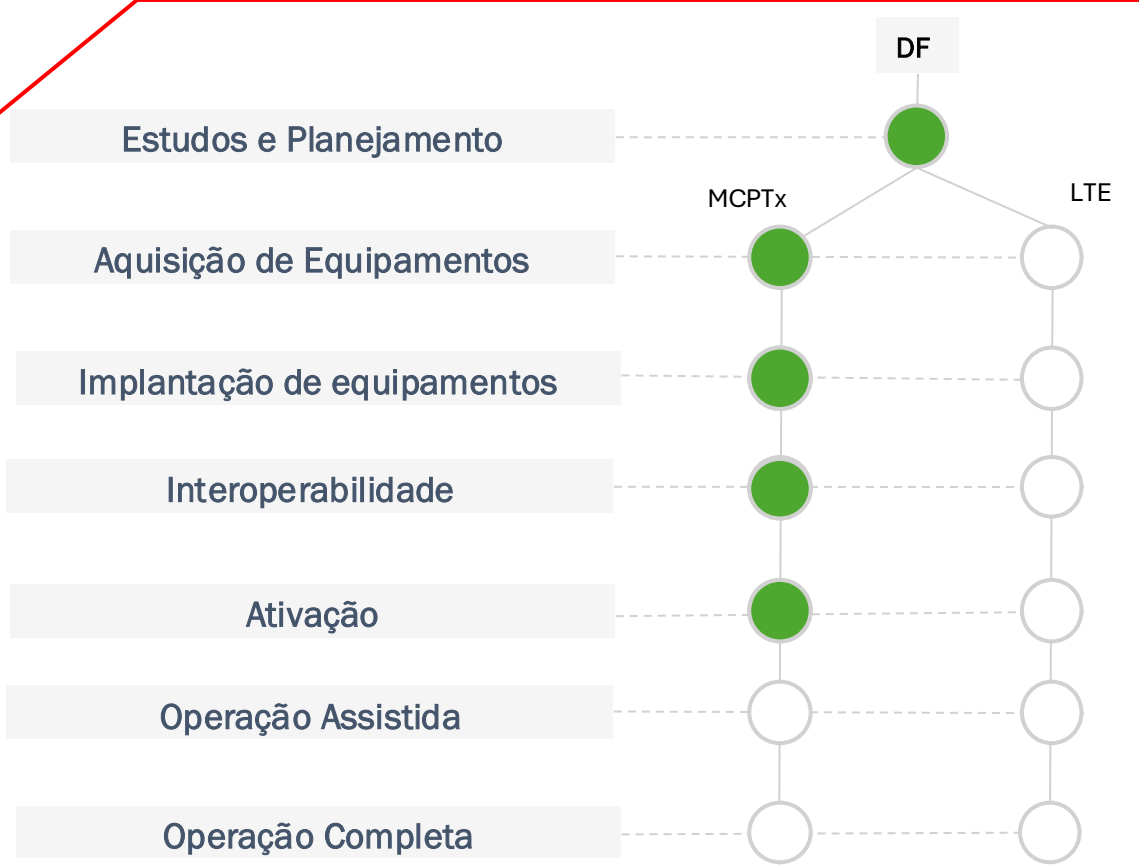 DF
Estudos e Planejamento
MCPTx
LTE
Aquisição de Equipamentos
Implantação de equipamentos
Interoperabilidade
Ativação
Operação Assistida
Operação Completa